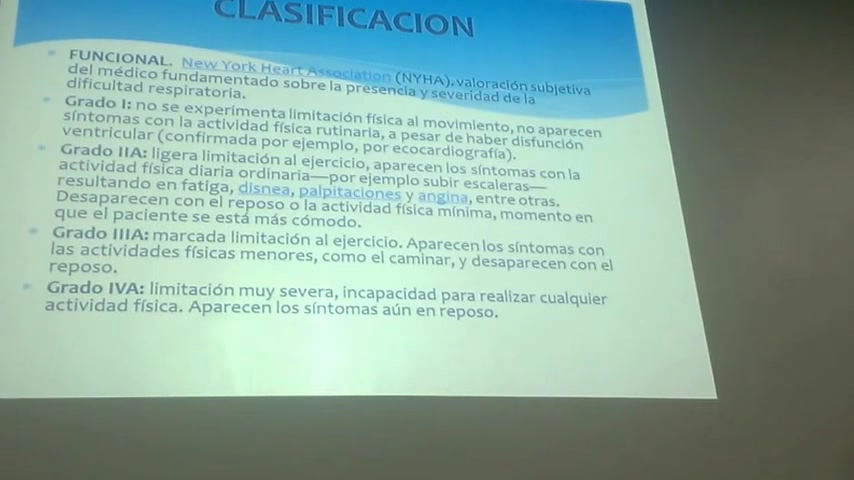 CLASIFICACION
FUNCIONAL. New York Heart Association (NYHA), valoración subjetiva
del médico fundamentado sobre la presencia y severidad de la
dificultad respiratoria.
Grado I: no se experimenta limitación física al movimiento, no aparecen
síntomas con la actividad física rutinaria, a pesar de haber disfunción
ventricular (confirmada por ejemplo, por ecocardiografía).
Grado IIA: ligera limitación al ejercicio, aparecen los síntomas con la
actividad física diaria ordinaria—por ejemplo subir escaleras—
resultando en fatiga, disnea, palpitaciones y angina, entre otras.
Desaparecen con el reposo o la actividad física mínima, momento en
que el paciente se está más cómodo.
Grado IIIA: marcada limitación al ejercicio. Aparecen los síntomas con
las actividades físicas menores, como el caminar, y desaparecen con el
reposo.
Grado IVA: limitación muy severa, incapacidad para realizar cualquier
actividad física. Aparecen los síntomas aún en reposo.